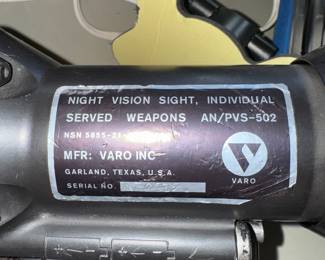 NIGHT VISION SIGHT, INDIVIDUAL
SERVED WEAPONS AN/PVS-502
NSN 5855-21-
MFR: VARO INC
GARLAND, TEXAS, U.S.A.
SERIAL NO.
VARO